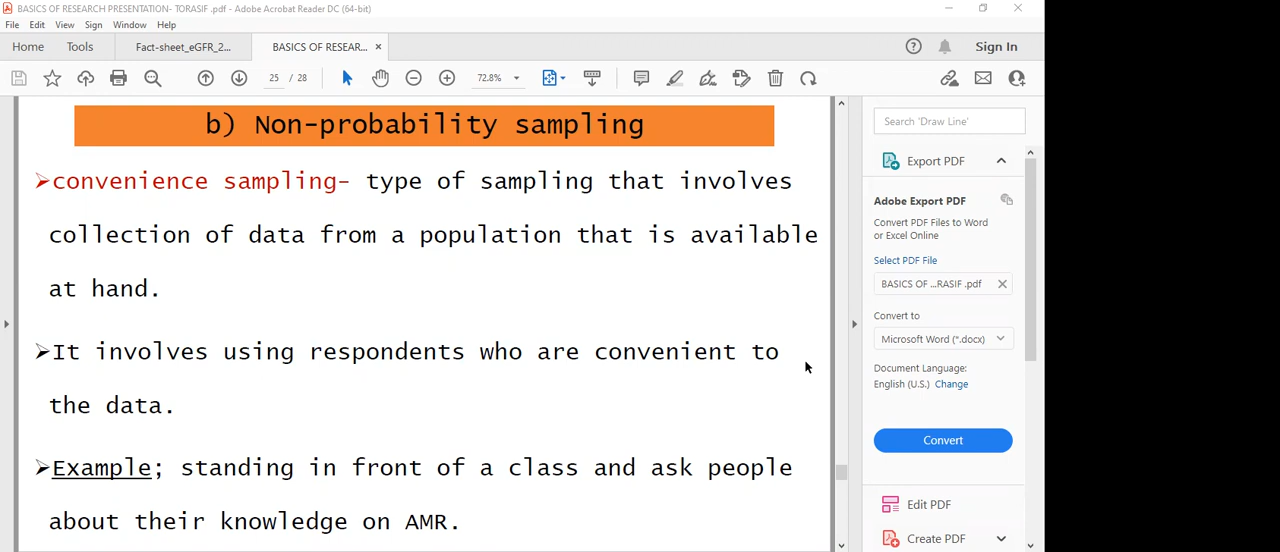 BASICS OF RESEARCH PRESENTATION- TORASIF .pdf - Adobe Acrobat Reader DC (64-bit)
File Edit View Sign Window Help
Home Tools Fact-sheet_eGFR_2... BASICS OF RESEAR... × Sign In
25 / 28 72.8%
b) Non-probability sampling
➢convenience sampling- type of sampling that involves
collection of data from a population that is available
at hand.
➢It involves using respondents who are convenient to
the data.
➢Example; standing in front of a class and ask people
about their knowledge on AMR.
Search 'Draw Line'
Export PDF
Adobe Export PDF
Convert PDF Files to Word
or Excel Online
Select PDF File
BASICS OF ...RASIF .pdf ×
Convert to
Microsoft Word (*.docx)
Document Language:
English (U.S.) Change
Convert
Edit PDF
Create PDF